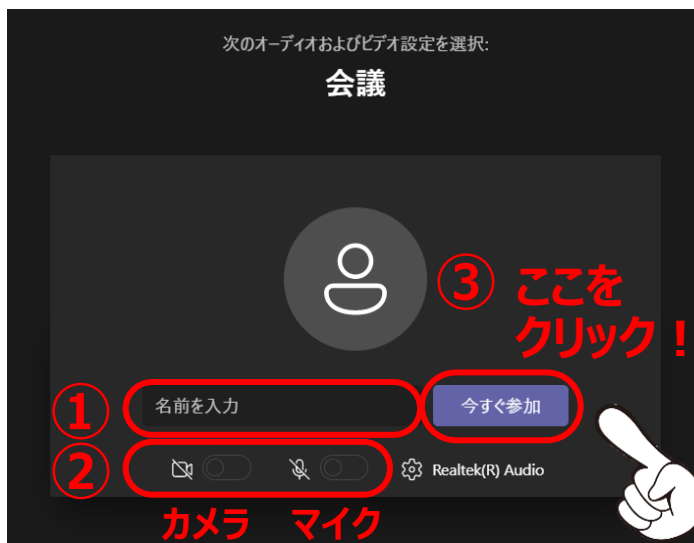 次のオーディオおよびビデオ設定を選択:
会議
③ ここを
クリック！
① 名前を入力 今すぐ参加
② Realtek(R) Audio
カメラ マイク